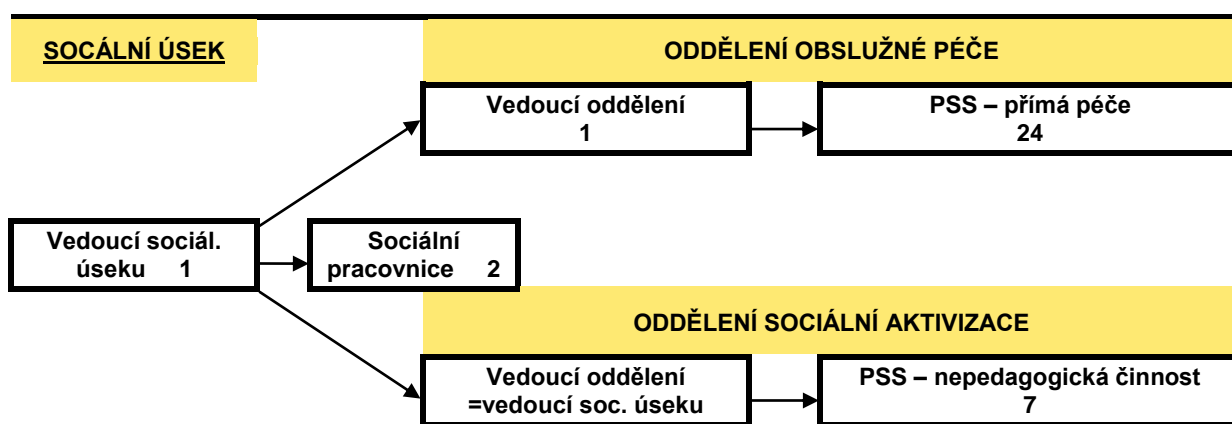 SOCÁLNÍ ÚSEK
ODDĚLENÍ OBSLUŽNÉ PÉČE
Vedoucí oddělení
1
PSS – přímá péče
24
Vedoucí sociál.
úseku 1
Sociální
pracovnice 2
ODDĚLENÍ SOCIÁLNÍ AKTIVIZACE
Vedoucí oddělení
=vedoucí soc. úseku
PSS – nepedagogická činnost
7